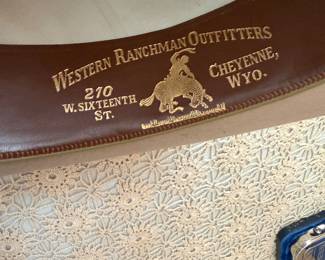 WESTERN RANCHMAN OUTFITTERS
210
W. SIXTEENTH
ST.
CHEYENNE,
WYO.